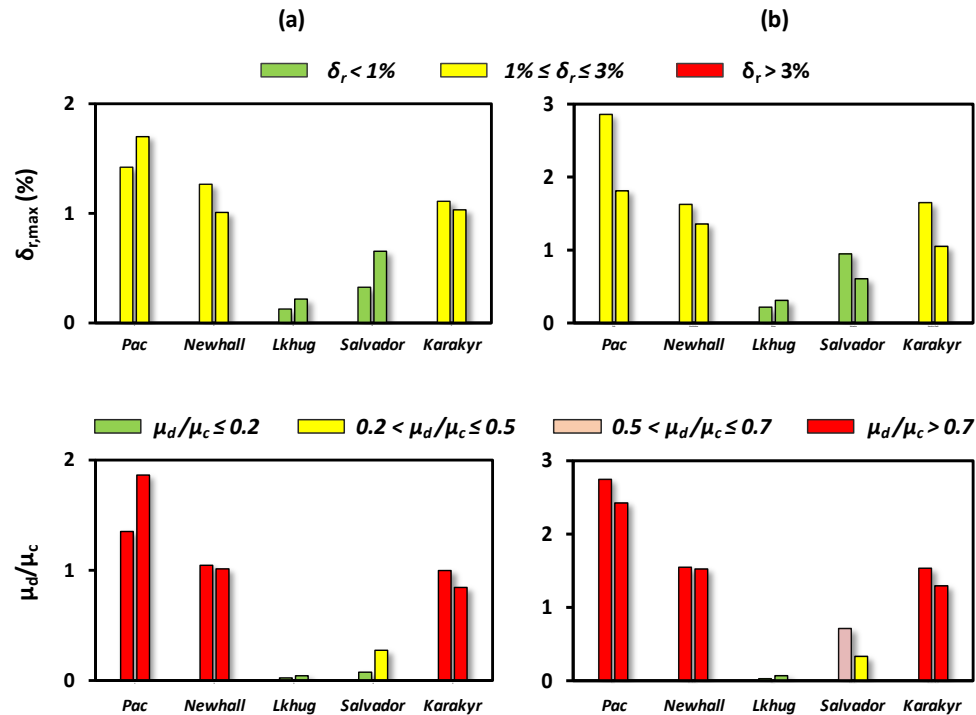 (a) (b)
δr < 1% 1% ≤ δr ≤ 3% δr > 3%
δr,max (%)
2
1
0
Pac Newhall Lkhug Salvador Karakyr
3
2
1
0
Pac Newhall Lkhug Salvador Karakyr
μd/μc ≤ 0.2 0.2 < μd/μc ≤ 0.5 0.5 < μd/μc ≤ 0.7 μd/μc > 0.7
μd/μc
2
1
0
Pac Newhall Lkhug Salvador Karakyr
3
2
1
0
Pac Newhall Lkhug Salvador Karakyr